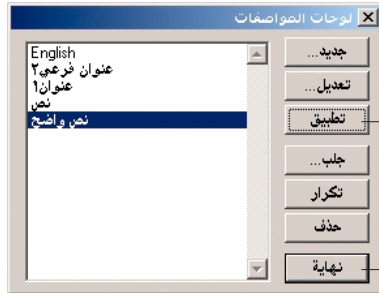 لوحات المواصفات
English
عنوان فرعي٢
عنوان١
نص
نص واضح
جديد...
تعديل...
تطبيق
جلب...
تكرار
حذف
نهاية